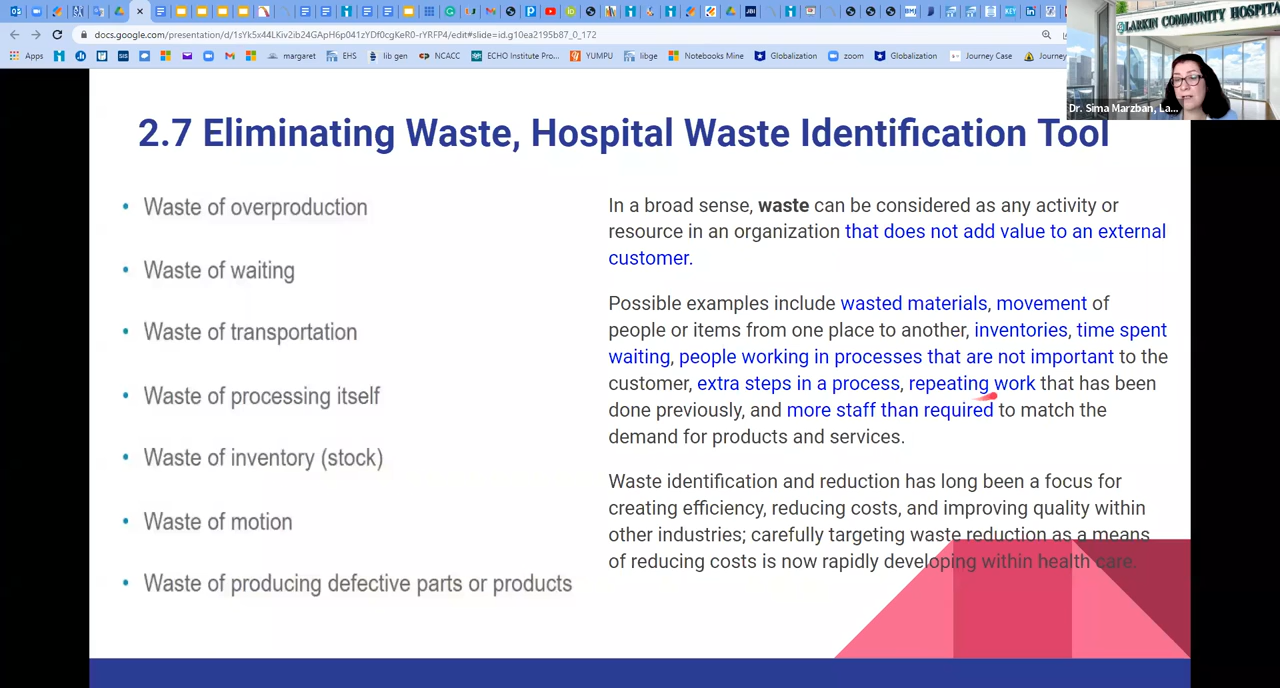 docs.google.com/presentation/d/1sYk5x44LKiv2ib24GApH6p041zYDf0cgKeR0-/edit#slide=id.g10ea2195b87_0_172
Apps
margaret
EHS
lib gen
NCACC
ECHO Institute Pro...
YUMPU
libge
Notebooks Mine
Globalization
zoom
Globalization
Journey Case
Journey
LARKIN COMMUNITY HOSPITA
Dr. Sima Marzban, La...
2.7 Eliminating Waste, Hospital Waste Identification Tool
• Waste of overproduction
• Waste of waiting
• Waste of transportation
• Waste of processing itself
• Waste of inventory (stock)
• Waste of motion
• Waste of producing defective parts or products
In a broad sense, waste can be considered as any activity or
resource in an organization that does not add value to an external
customer.
Possible examples include wasted materials, movement of
people or items from one place to another, inventories, time spent
waiting, people working in processes that are not important to the
customer, extra steps in a process, repeating work that has been
done previously, and more staff than required to match the
demand for products and services.
Waste identification and reduction has long been a focus for
creating efficiency, reducing costs, and improving quality within
other industries; carefully targeting waste reduction as a means
of reducing costs is now rapidly developing within health care.